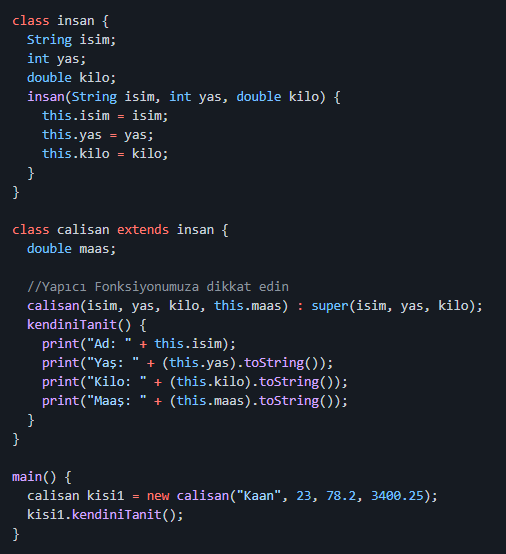 class insan {
  String isim;
  int yas;
  double kilo;
  insan(String isim, int yas, double kilo) {
    this.isim = isim;
    this.yas = yas;
    this.kilo = kilo;
  }
}

class calisan extends insan {
  double maas;

  //Yapıcı Fonksiyonumuza dikkat edin
  calisan(isim, yas, kilo, this.maas) : super(isim, yas, kilo);
  kendiniTanit() {
    print("Ad: " + this.isim);
    print("Yaş: " + (this.yas).toString());
    print("Kilo: " + (this.kilo).toString());
    print("Maaş: " + (this.maas).toString());
  }
}

main() {
  calisan kisi1 = new calisan("Kaan", 23, 78.2, 3400.25);
  kisi1.kendiniTanit();
}